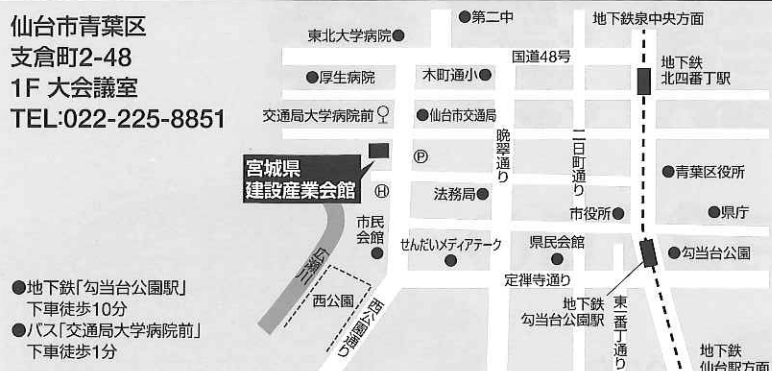 仙台市青葉区
支倉町2-48
1F 大会議室
TEL:022-225-8851
●第二中
地下鉄泉中央方面
東北大学病院●
国道48号
地下鉄
北四番丁駅
●厚生病院
木町通小●
交通局大学病院前
●仙台市交通局
晩翠通り
二日町通り
Ⓟ
宮城県
建設産業会館
●青葉区役所
Ⓗ
法務局●
市役所●
●県庁
市民
会館
せんだいメディアテーク
県民会館
●勾当台公園
広瀬川
定禅寺通り
西公園
西公園通り
地下鉄
勾当台公園駅
東一番丁通り
地下鉄
仙台駅方面
●地下鉄「勾当台公園駅」
下車徒歩10分
●バス「交通局大学病院前」
下車徒歩1分